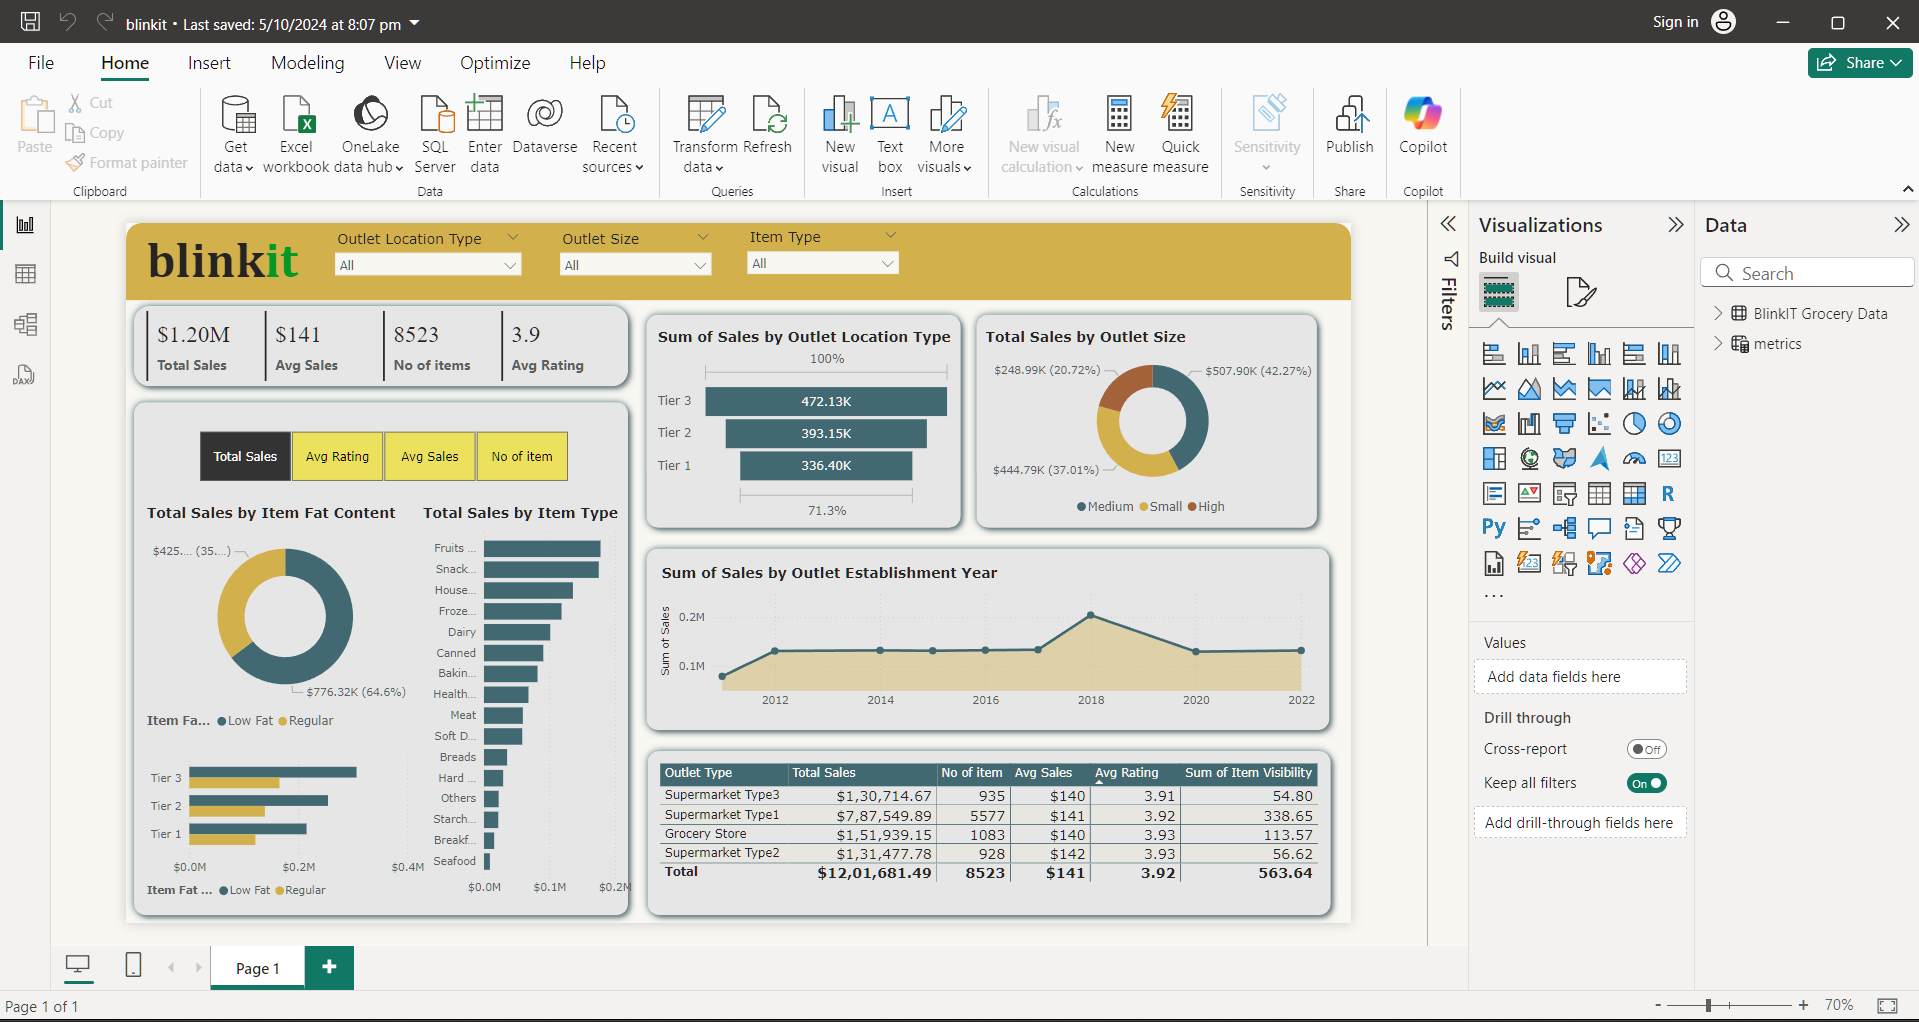 blinkit • Last saved: 5/10/2024 at 8:07 pm
Sign in
File Home Insert Modeling View Optimize Help
Share
Paste
Cut
Copy
Format painter
Clipboard
Get data
Excel workbook
OneLake data hub
SQL Server
Enter data
Dataverse
Recent sources
Data
Transform data
Refresh
Queries
New visual
Text box
More visuals
Insert
New visual calculation
New measure
Quick measure
Calculations
Sensitivity
Sensitivity
Publish
Share
Copilot
Copilot
blinkit
Outlet Location Type
All
Outlet Size
All
Item Type
All
$1.20M
Total Sales
$141
Avg Sales
8523
No of items
3.9
Avg Rating
Total Sales
Avg Rating
Avg Sales
No of item
Total Sales by Item Fat Content
$425.... (35....)
$776.32K (64.6%)
Item Fa... Low Fat Regular
Tier 3
Tier 2
Tier 1
$0.0M $0.2M $0.4M
Item Fat ... Low Fat Regular
Total Sales by Item Type
Fruits ...
Snack...
House...
Froze...
Dairy
Canned
Bakin...
Health...
Meat
Soft D...
Breads
Hard ...
Others
Starch...
Breakf...
Seafood
$0.0M $0.1M $0.2M
Sum of Sales by Outlet Location Type
100%
Tier 3 472.13K
Tier 2 393.15K
Tier 1 336.40K
71.3%
Total Sales by Outlet Size
$248.99K (20.72%)
$507.90K (42.27%)
$444.79K (37.01%)
Medium Small High
Sum of Sales by Outlet Establishment Year
Sum of Sales
0.2M
0.1M
2012 2014 2016 2018 2020 2022
Outlet Type Total Sales No of item Avg Sales Avg Rating Sum of Item Visibility
Supermarket Type3 $1,30,714.67 935 $140 3.91 54.80
Supermarket Type1 $7,87,549.89 5577 $141 3.92 338.65
Grocery Store $1,51,939.15 1083 $140 3.93 113.57
Supermarket Type2 $1,31,477.78 928 $142 3.93 56.62
Total $12,01,681.49 8523 $141 3.92 563.64
Filters
Visualizations
Build visual
123
R
Py
123
...
Values
Add data fields here
Drill through
Cross-report
Off
Keep all filters
On
Add drill-through fields here
Data
Search
BlinkIT Grocery Data
metrics
DAX
Page 1
Page 1 of 1
- + 70%